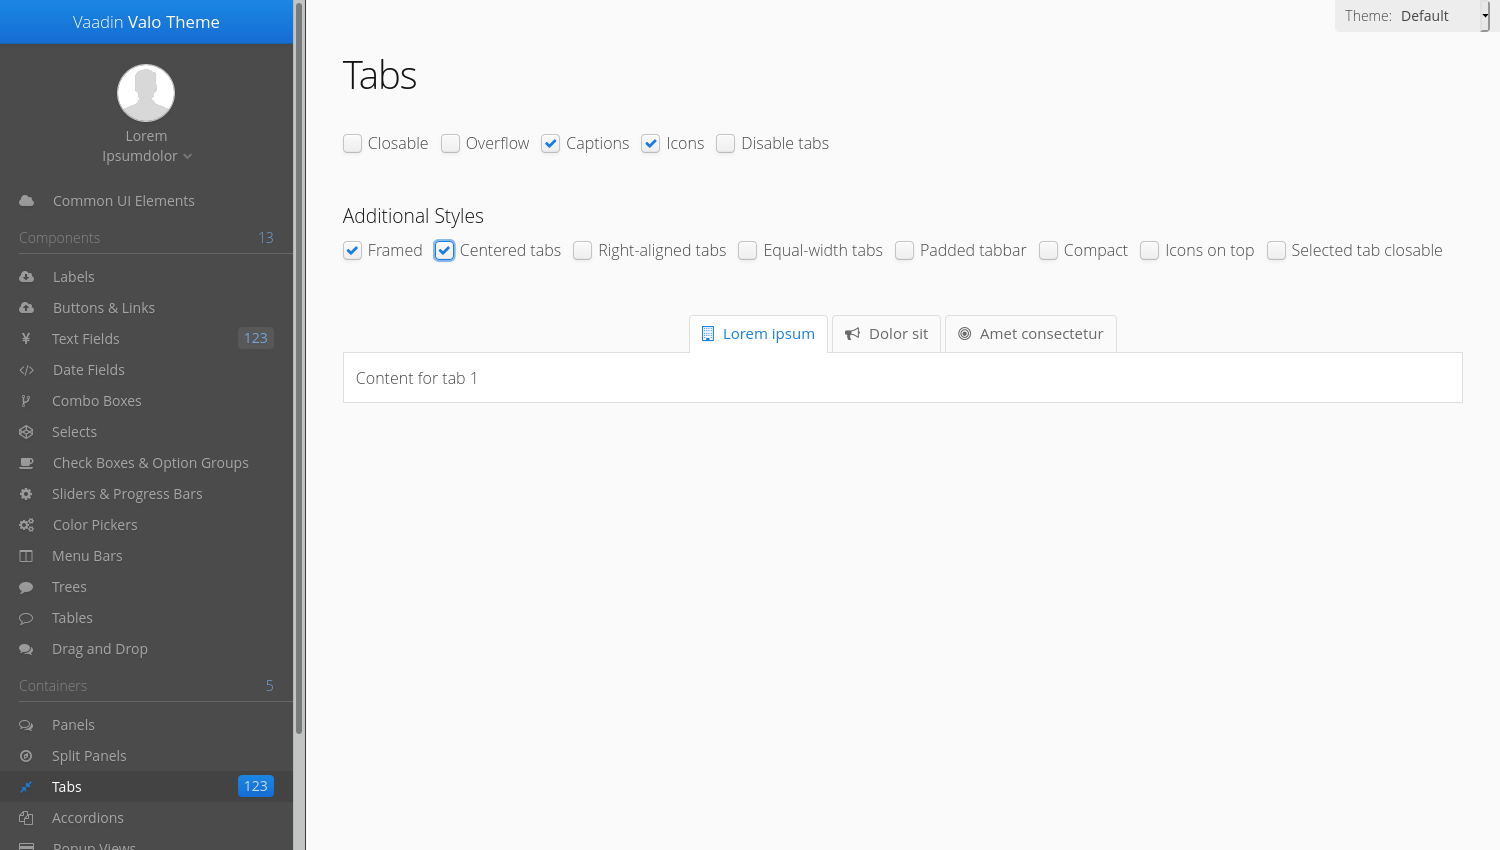 Vaadin Valo Theme
Lorem
Ipsumdolor
Common UI Elements
Components 13
Labels
Buttons & Links
Text Fields 123
Date Fields
Combo Boxes
Selects
Check Boxes & Option Groups
Sliders & Progress Bars
Color Pickers
Menu Bars
Trees
Tables
Drag and Drop
Containers 5
Panels
Split Panels
Tabs 123
Accordions
Popup Views
Theme: Default
Tabs
Closable Overflow Captions Icons Disable tabs
Additional Styles
Framed Centered tabs Right-aligned tabs Equal-width tabs Padded tabbar Compact Icons on top Selected tab closable
Lorem ipsum Dolor sit Amet consectetur
Content for tab 1